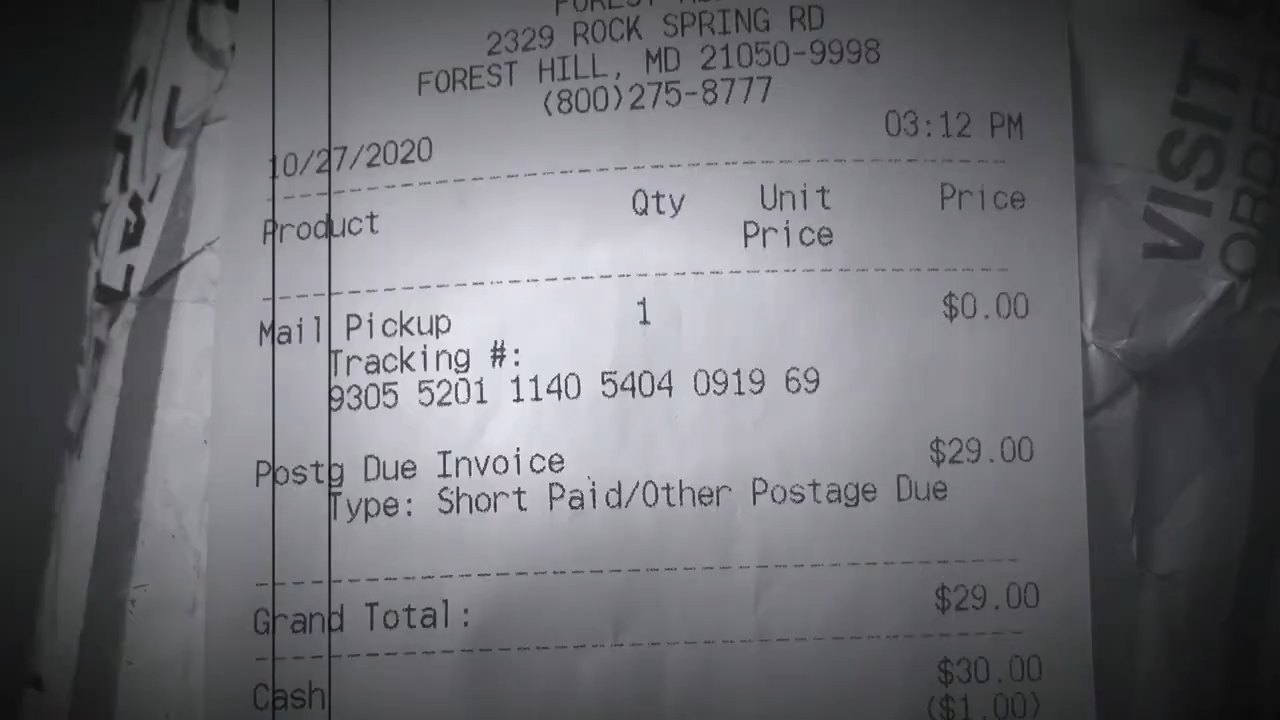 FOREST
2329 ROCK SPRING RD
FOREST HILL, MD 21050-9998
(800)275-8777
10/27/2020 03:12 PM
Product Qty Unit Price
Price
Mail Pickup 1 $0.00
Tracking #:
9305 5201 1140 5404 0919 69
Postg Due Invoice $29.00
Type: Short Paid/Other Postage Due
Grand Total: $29.00
Cash $30.00
($1.00)
VISIT